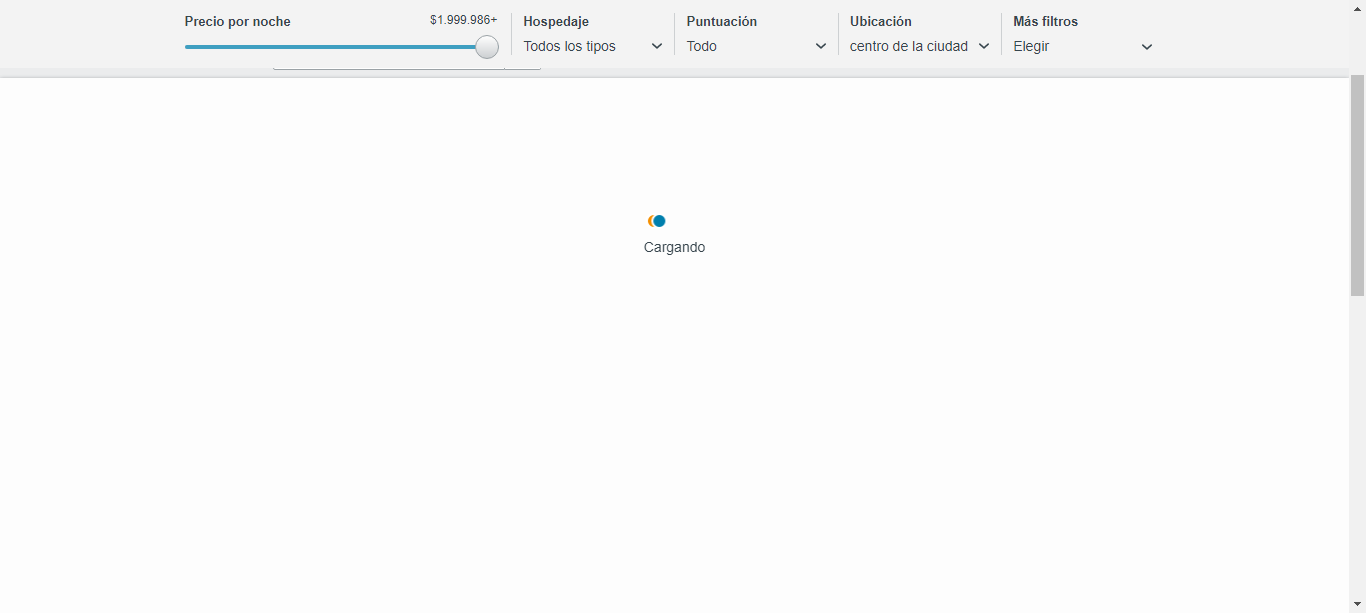 Precio por noche
$1.999.986+
Hospedaje
Todos los tipos
Puntuación
Todo
Ubicación
centro de la ciudad
Más filtros
Elegir
Cargando